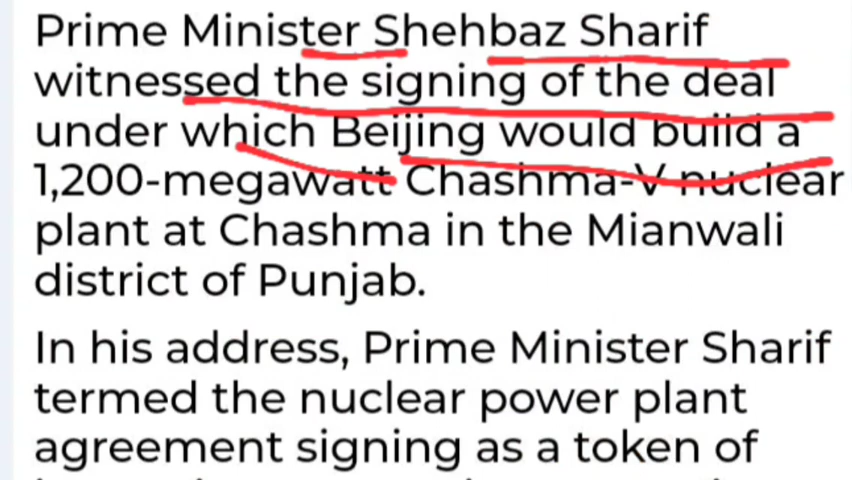 Prime Minister Shehbaz Sharif
witnessed the signing of the deal
under which Beijing would build a
1,200-megawatt Chashma-V nuclear
plant at Chashma in the Mianwali
district of Punjab.
In his address, Prime Minister Sharif
termed the nuclear power plant
agreement signing as a token of